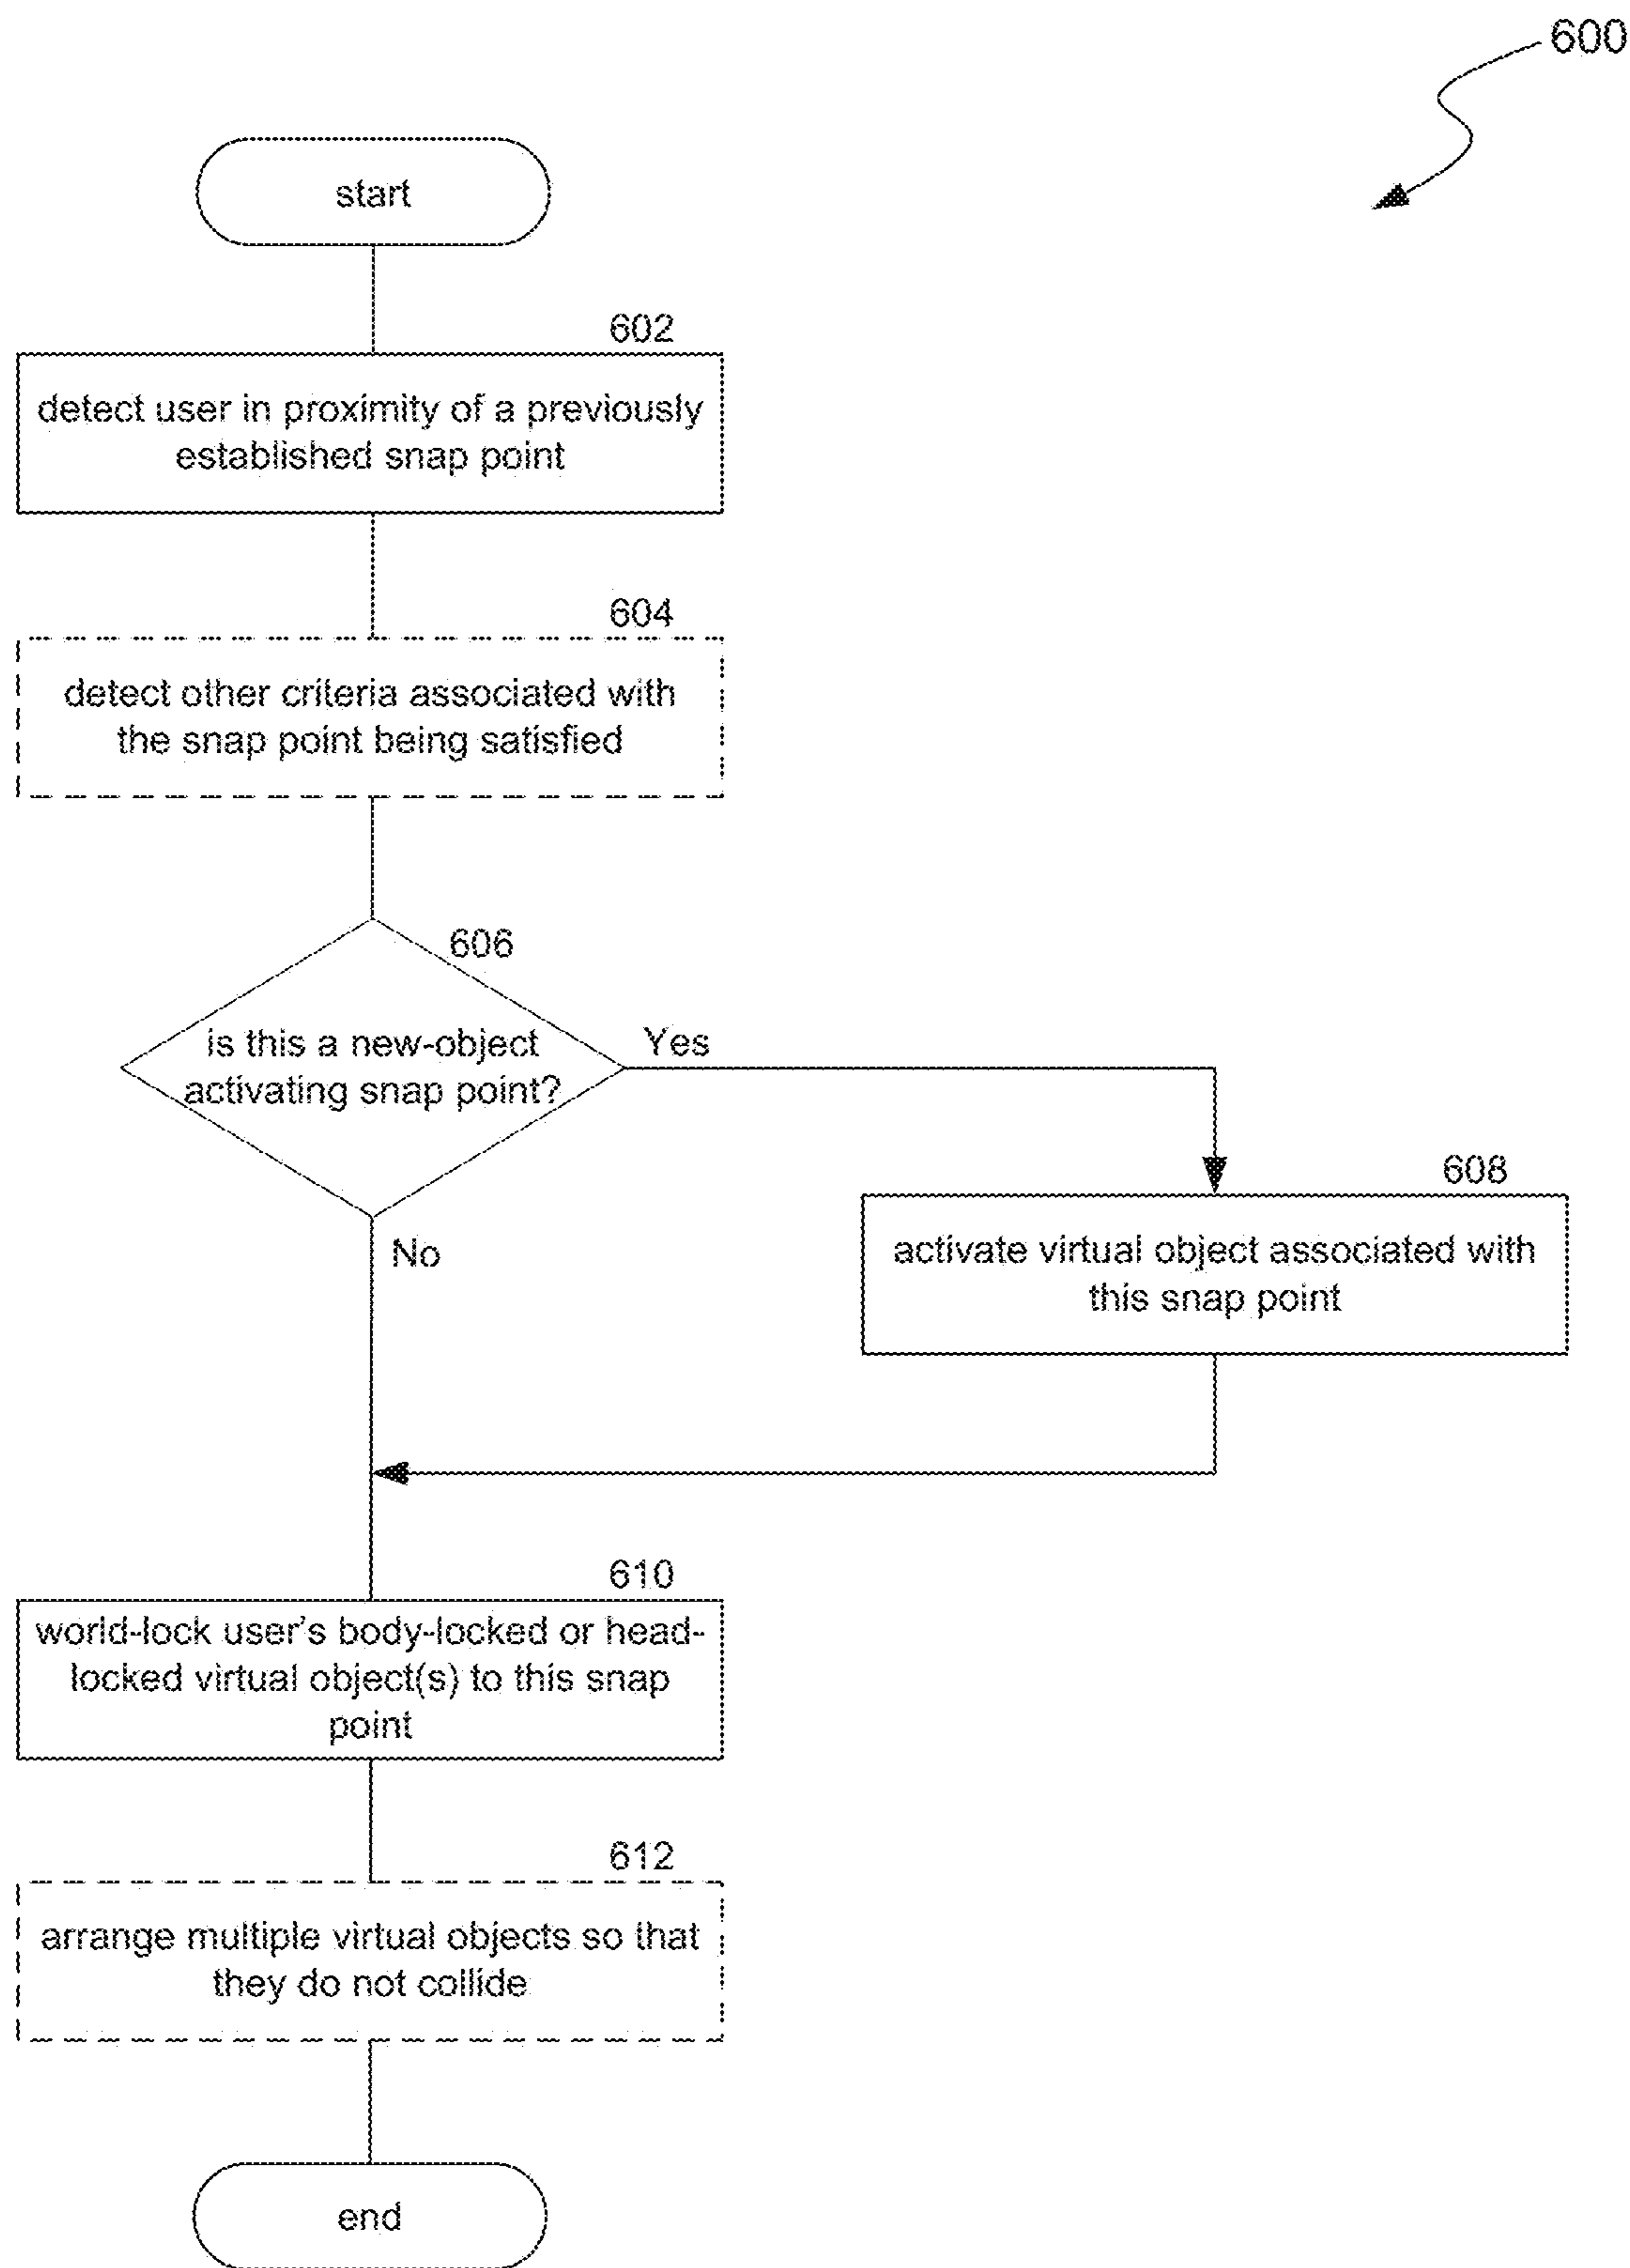 600
start
602
detect user in proximity of a previously
established snap point
604
detect other criteria associated with
the snap point being satisfied
606
is this a new-object
activating snap point?
Yes
No
608
activate virtual object associated with
this snap point
610
world-lock user's body-locked or head-
locked virtual object(s) to this snap
point
612
arrange multiple virtual objects so that
they do not collide
end